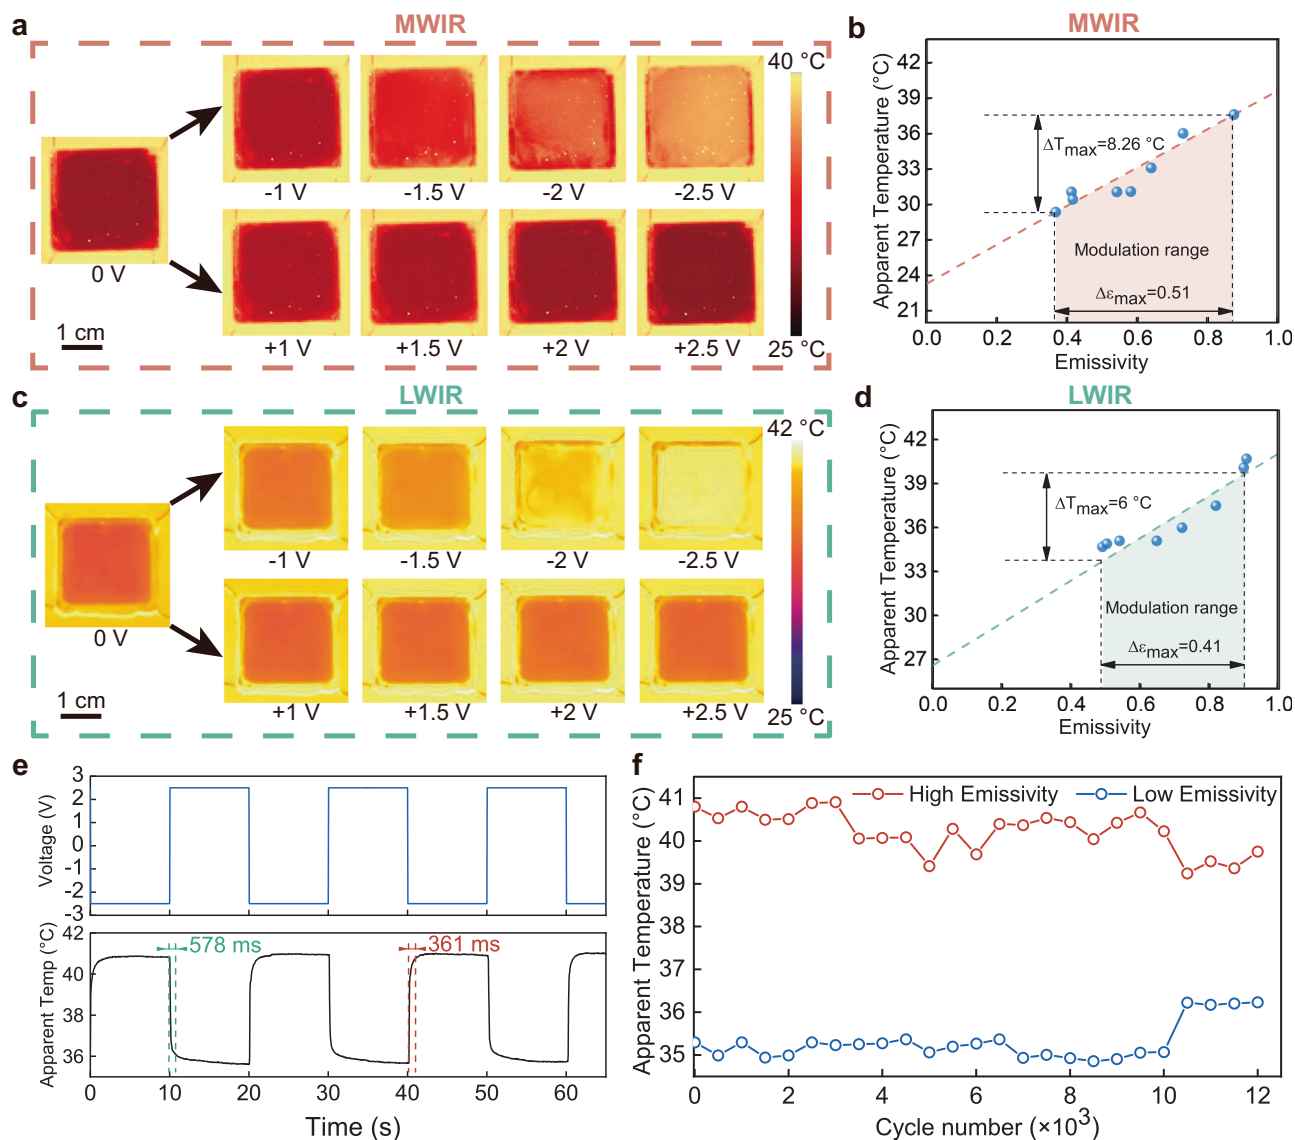 a
MWIR
40 °C
0 V
-1 V
-1.5 V
-2 V
-2.5 V
+1 V
+1.5 V
+2 V
+2.5 V
1 cm
25 °C
b
MWIR
Apparent Temperature (°C)
42
39
36
33
30
27
24
21
ΔTmax=8.26 °C
Modulation range
Δεmax=0.51
0.0 0.2 0.4 0.6 0.8 1.0
Emissivity
c
LWIR
42 °C
0 V
-1 V
-1.5 V
-2 V
-2.5 V
+1 V
+1.5 V
+2 V
+2.5 V
1 cm
25 °C
d
LWIR
Apparent Temperature (°C)
42
39
36
33
30
27
ΔTmax=6 °C
Modulation range
Δεmax=0.41
0.0 0.2 0.4 0.6 0.8 1.0
Emissivity
e
Voltage (V)
3
2
1
0
-1
-2
-3
Apparent Temp (°C)
41
40
38
36
578 ms
361 ms
0 10 20 30 40 50 60
Time (s)
f
Apparent Temperature (°C)
41
40
39
38
37
36
35
High Emissivity
Low Emissivity
0 2 4 6 8 10 12
Cycle number (×10³)